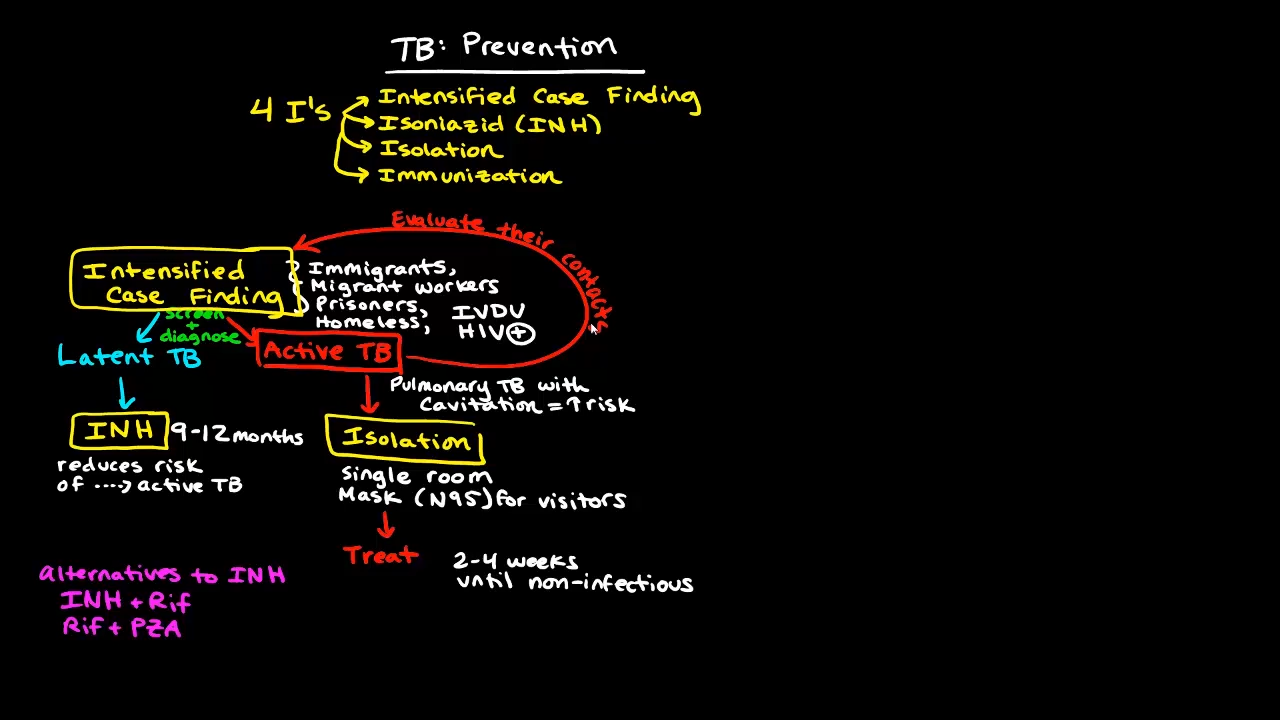 TB: Prevention
4 I's
Intensified Case Finding
Isoniazid (INH)
Isolation
Immunization
Evaluate their contacts
Intensified
Case Finding
Immigrants,
Migrant workers
Prisoners,
Homeless,
IVDU
HIV+
screen
+
diagnose
Latent TB
Active TB
Pulmonary TB with
Cavitation = ↑ risk
INH
9-12 months
reduces risk
of ····→ active TB
Isolation
single room
Mask (N95) for visitors
Treat
2-4 weeks
until non-infectious
alternatives to INH
INH + Rif
Rif + PZA